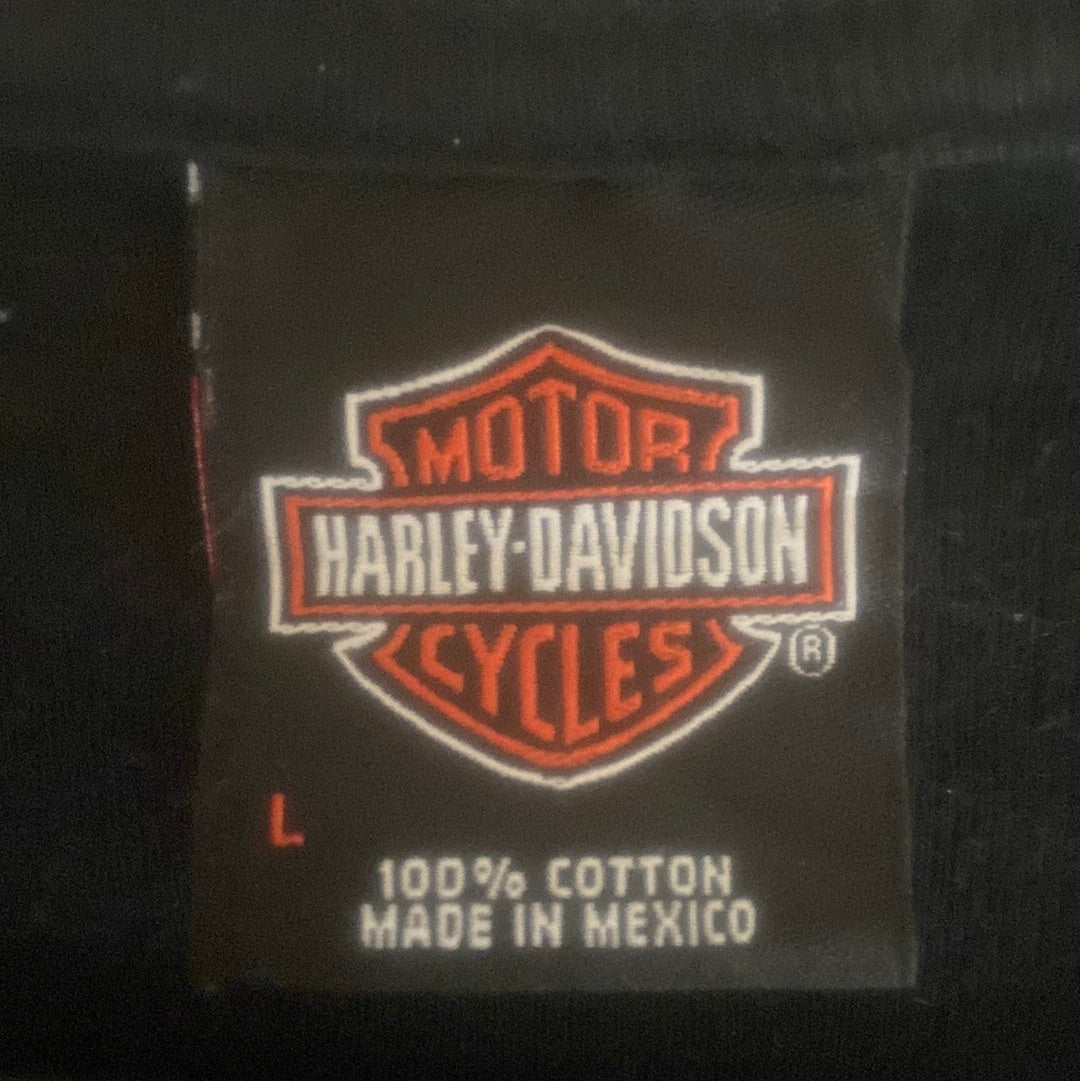 MOTOR
HARLEY-DAVIDSON
CYCLES
®
L
100% COTTON
MADE IN MEXICO